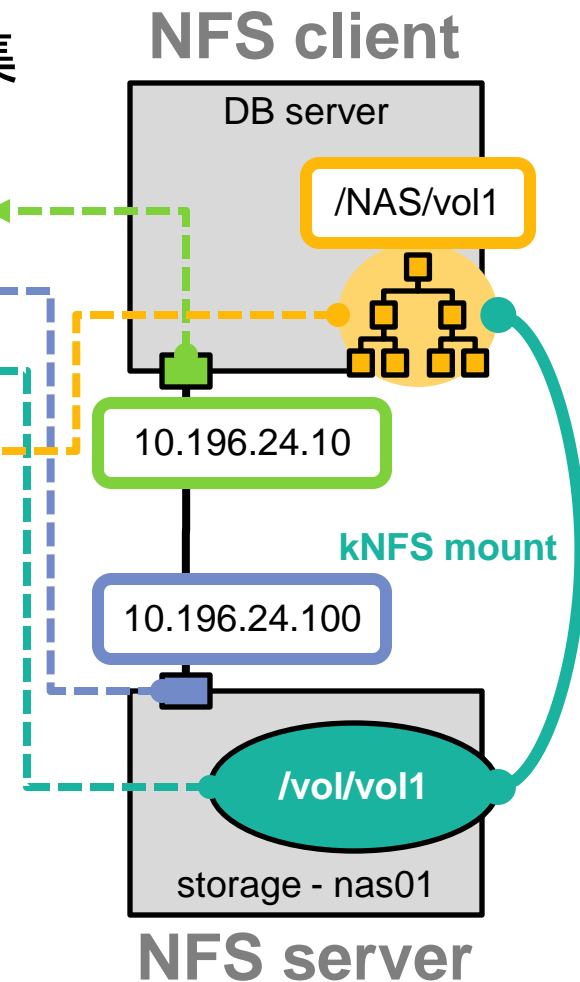 NFS client
DB server
/NAS/vol1
10.196.24.10
kNFS mount
10.196.24.100
/vol/vol1
storage - nas01
NFS server